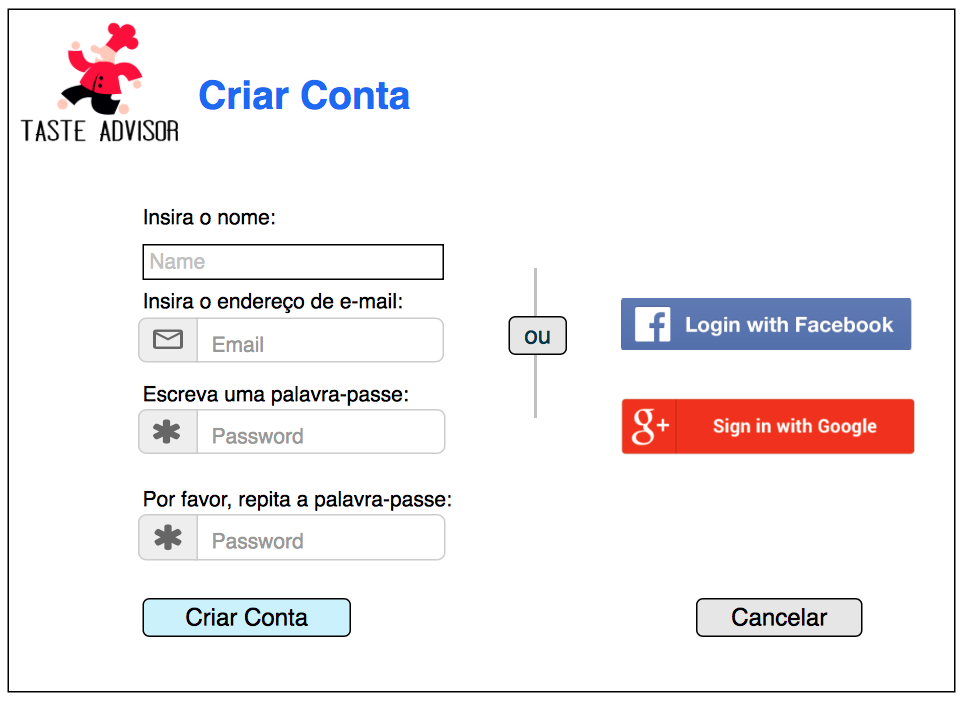 TASTE ADVISOR
Criar Conta
Insira o nome:
Name
Insira o endereço de e-mail:
Email
Escreva uma palavra-passe:
Password
Por favor, repita a palavra-passe:
Password
Criar Conta
ou
f Login with Facebook
g+ Sign in with Google
Cancelar